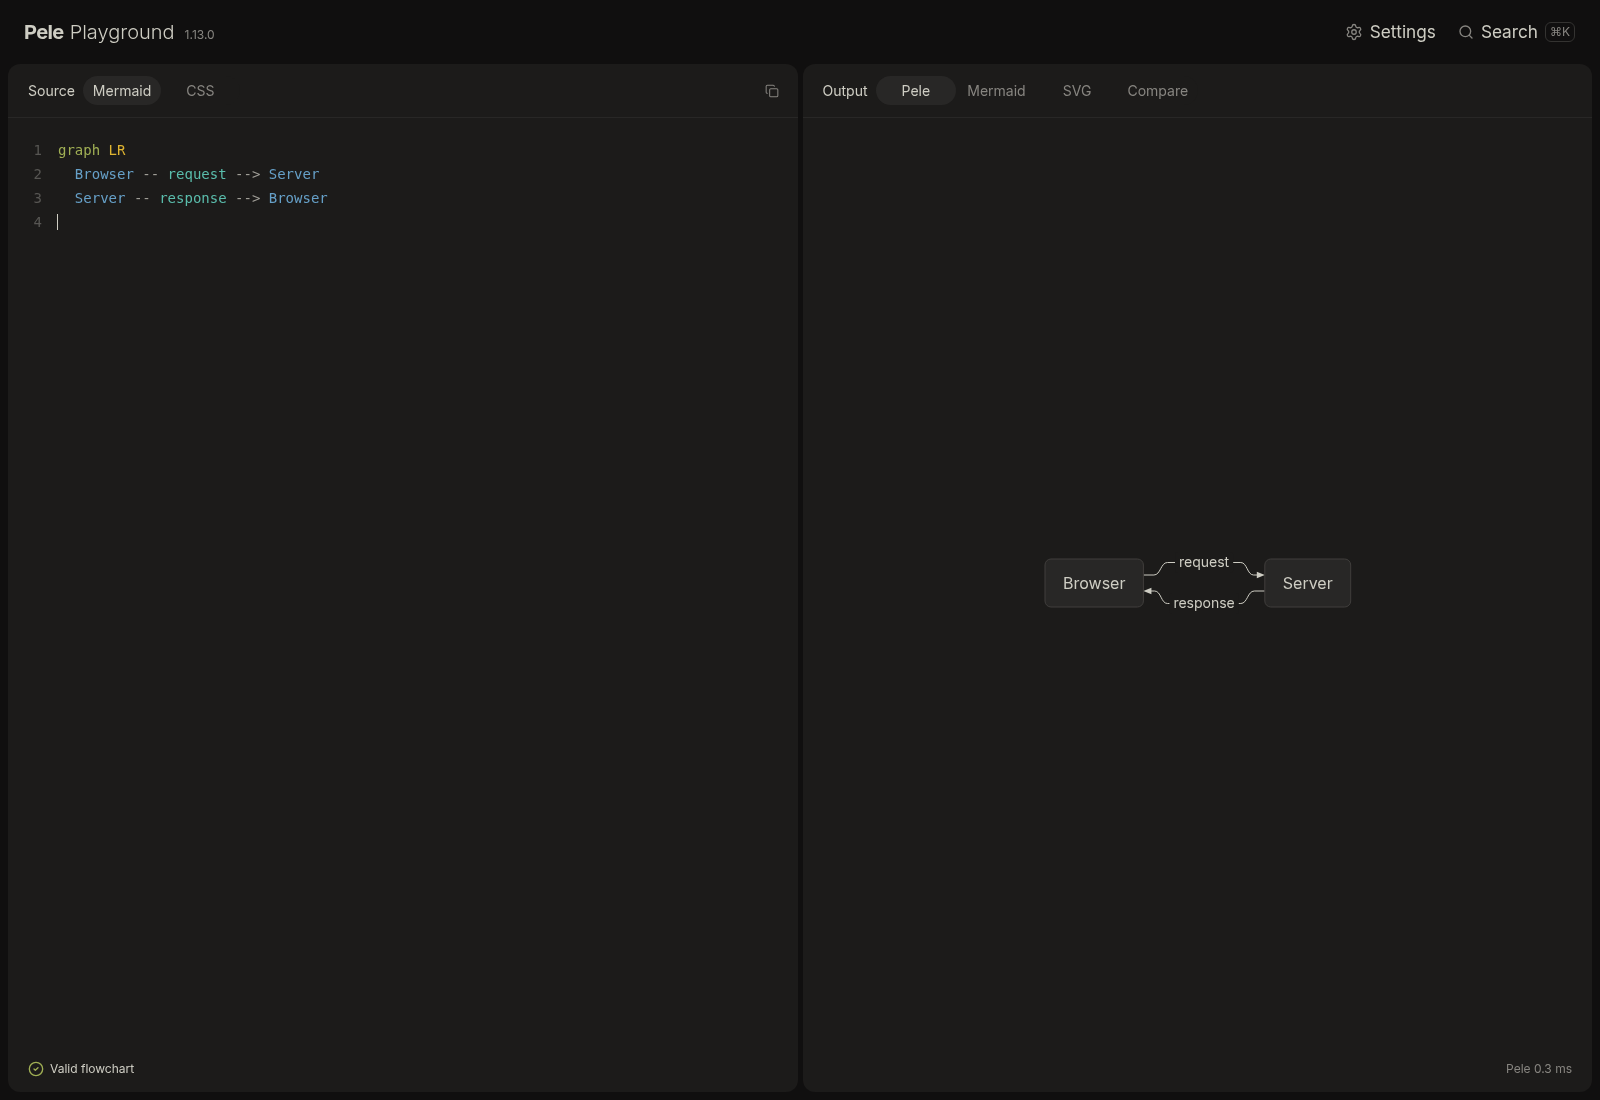 Pele Playground 1.13.0
Settings
Search ⌘K
Source Mermaid CSS
1 graph LR
2 Browser -- request --> Server
3 Server -- response --> Browser
4
Valid flowchart
Output Pele Mermaid SVG Compare
request
Browser Server
response
Pele 0.3 ms